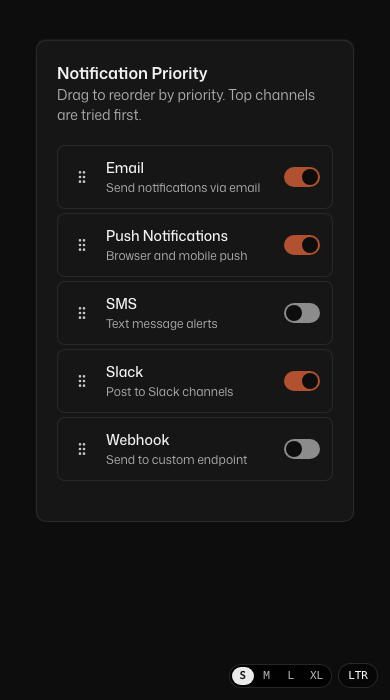 Notification Priority
Drag to reorder by priority. Top channels
are tried first.
Email
Send notifications via email
Push Notifications
Browser and mobile push
SMS
Text message alerts
Slack
Post to Slack channels
Webhook
Send to custom endpoint
S M L XL LTR